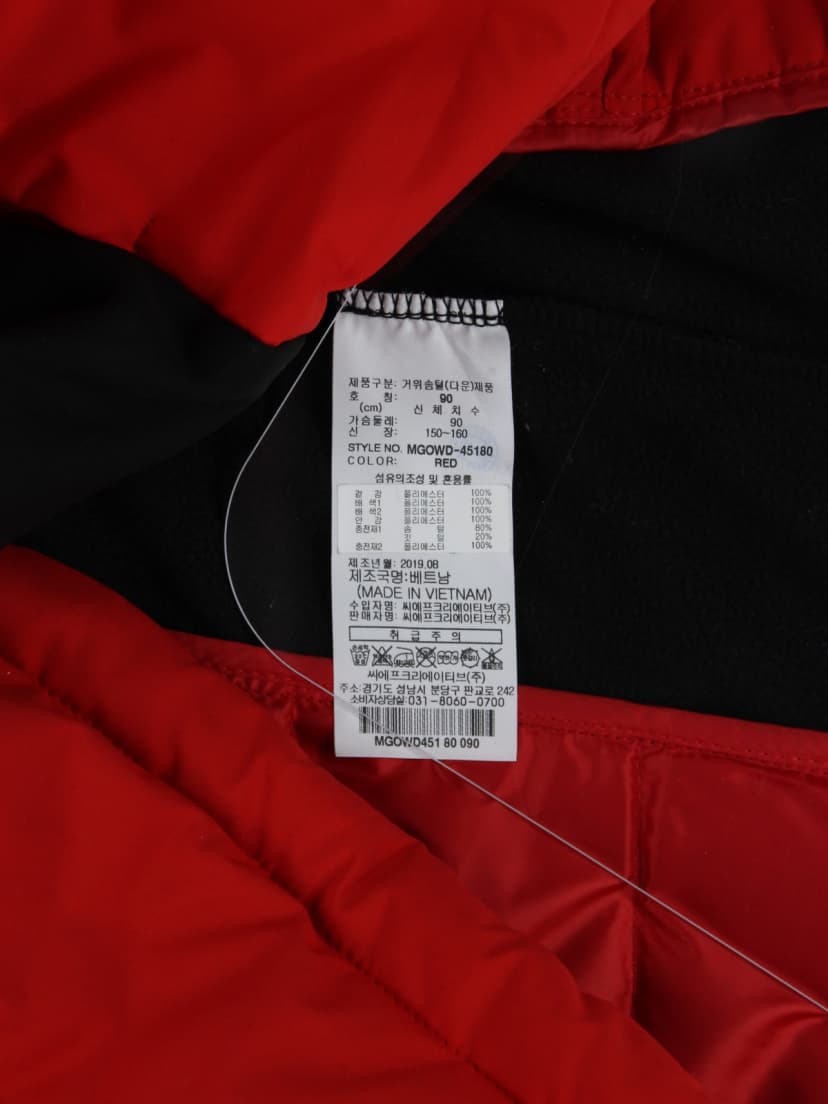 제품구분: 거위솜털(다운)제품
호 칭: 90
(cm) 신 체 치 수
가슴둘레: 90
신 장: 150~160
STYLE NO. MGOWD-45180
COLOR: RED
섬유의조성 및 혼용률
겉 감 폴리에스터 100%
배 색1 폴리에스터 100%
배 색2 폴리에스터 100%
안 감 폴리에스터 100%
충전재1 솜 털 80%
깃 털 20%
충전재2 폴리에스터 100%
제조년월: 2019.08
제조국명:베트남
(MADE IN VIETNAM)
수입자명: 씨에프크리에이티브(주)
판매자명: 씨에프크리에이티브(주)
취 급 주 의
씨에프크리에이티브(주)
주소:경기도 성남시 분당구 판교로 242
소비자상담실:031-8060-0700
MGOWD451 80 090